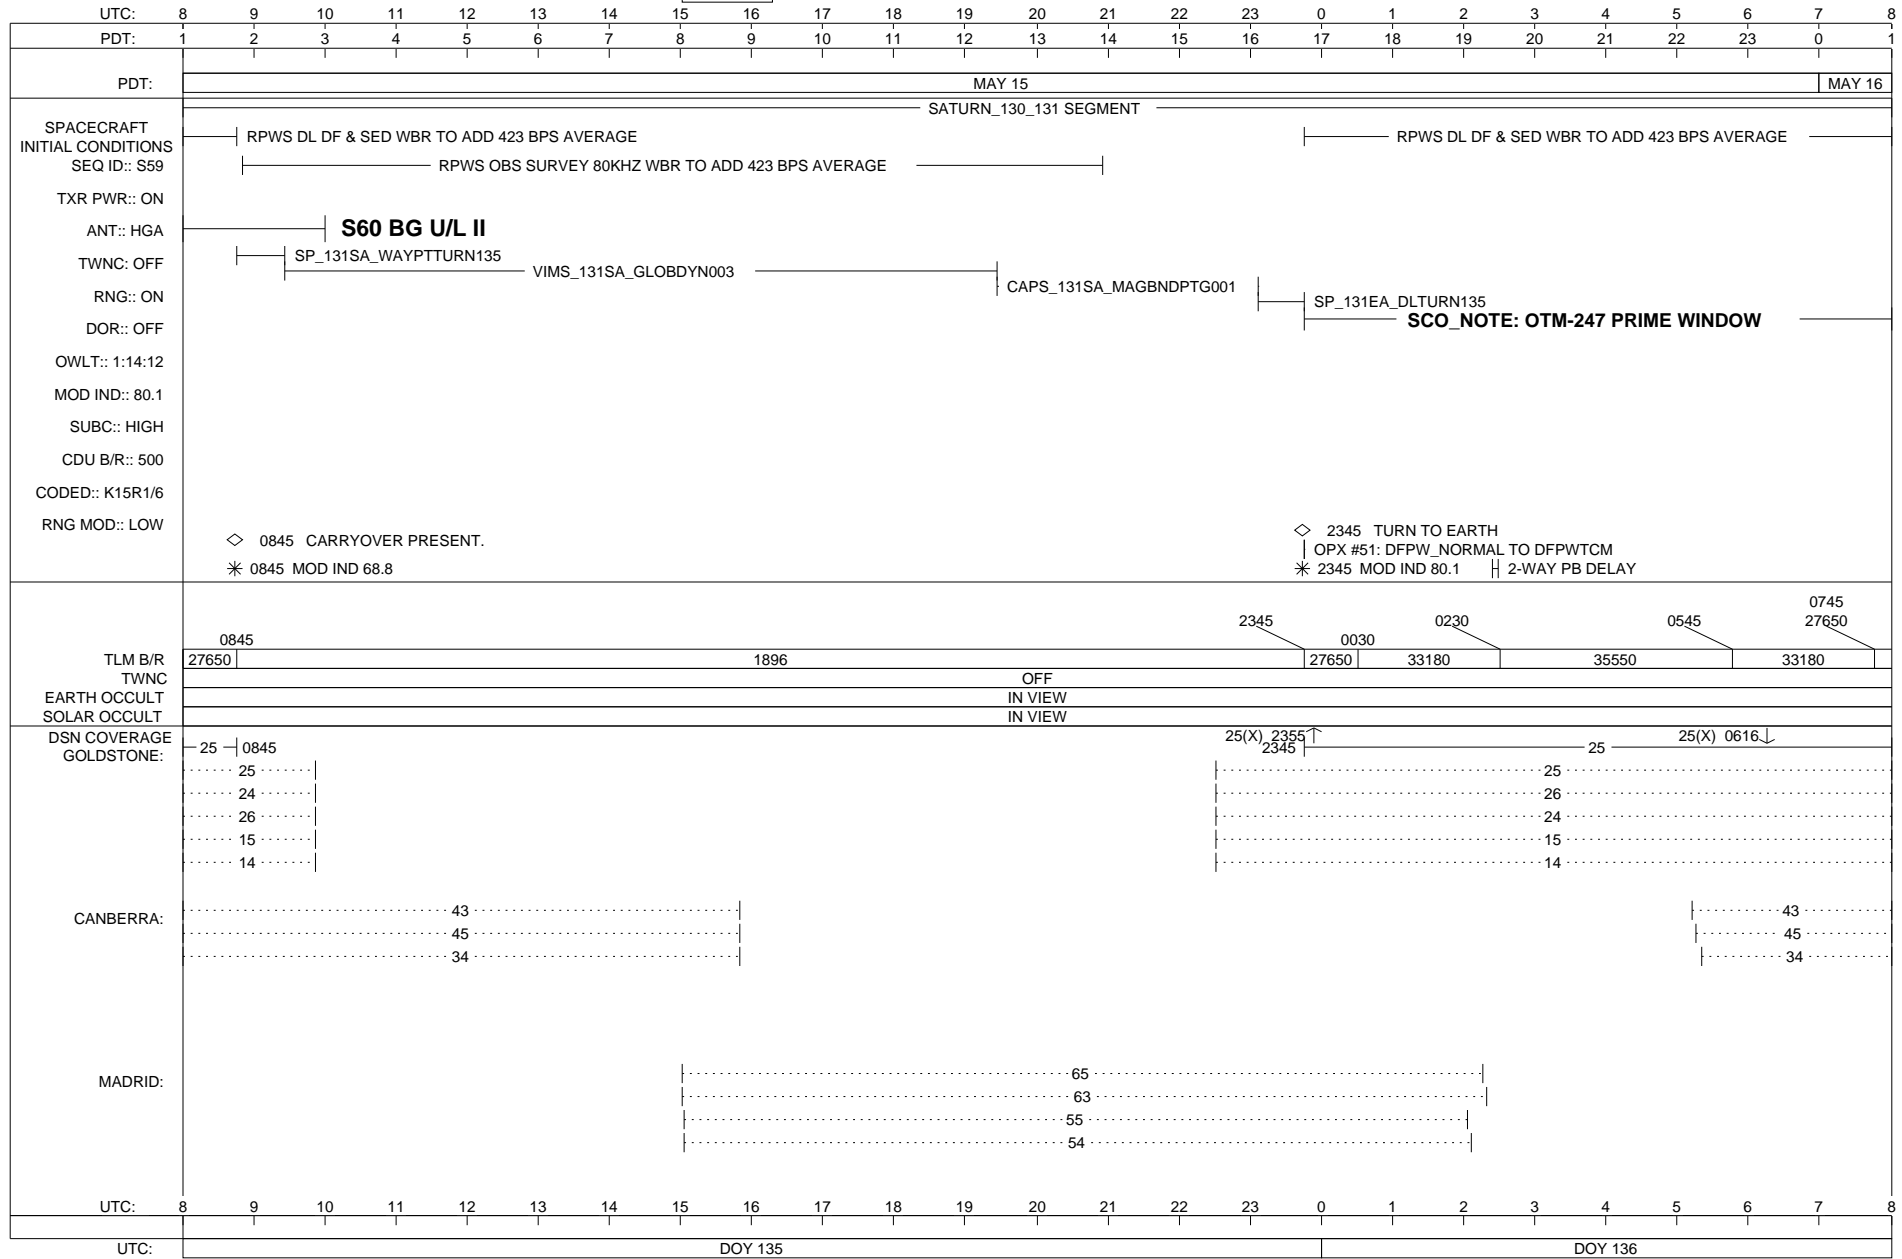 UTC: 8 9 10 11 12 13 14 15 16 17 18 19 20 21 22 23 0 1 2 3 4 5 6 7 8
PDT: 1 2 3 4 5 6 7 8 9 10 11 12 13 14 15 16 17 18 19 20 21 22 23 0 1
PDT: MAY 15 MAY 16
SATURN_130_131 SEGMENT
SPACECRAFT
INITIAL CONDITIONS
RPWS DL DF & SED WBR TO ADD 423 BPS AVERAGE RPWS DL DF & SED WBR TO ADD 423 BPS AVERAGE
SEQ ID:: S59 RPWS OBS SURVEY 80KHZ WBR TO ADD 423 BPS AVERAGE
TXR PWR:: ON
ANT:: HGA S60 BG U/L II
TWNC: OFF SP_131SA_WAYPTTURN135
VIMS_131SA_GLOBDYN003
CAPS_131SA_MAGBNDPTG001
RNG:: ON SP_131EA_DLTURN135
SCO_NOTE: OTM-247 PRIME WINDOW
DOR:: OFF
OWLT:: 1:14:12
MOD IND:: 80.1
SUBC:: HIGH
CDU B/R:: 500
CODED:: K15R1/6
RNG MOD:: LOW
0845 CARRYOVER PRESENT. 2345 TURN TO EARTH
OPX #51: DFPW_NORMAL TO DFPWTCM
0845 MOD IND 68.8 2345 MOD IND 80.1 2-WAY PB DELAY
0745
2345 0230 0545 27650
0845 0030
TLM B/R 27650 1896 27650 33180 35550 33180
TWNC OFF
EARTH OCCULT IN VIEW
SOLAR OCCULT IN VIEW
DSN COVERAGE 25(X) 2355 25(X) 0616
GOLDSTONE: 25 0845 2345 25
25 25
24 26
26 24
15 15
14 14
CANBERRA: 43 43
45 45
34 34
MADRID: 65
63
55
54
UTC: 8 9 10 11 12 13 14 15 16 17 18 19 20 21 22 23 0 1 2 3 4 5 6 7 8
UTC: DOY 135 DOY 136